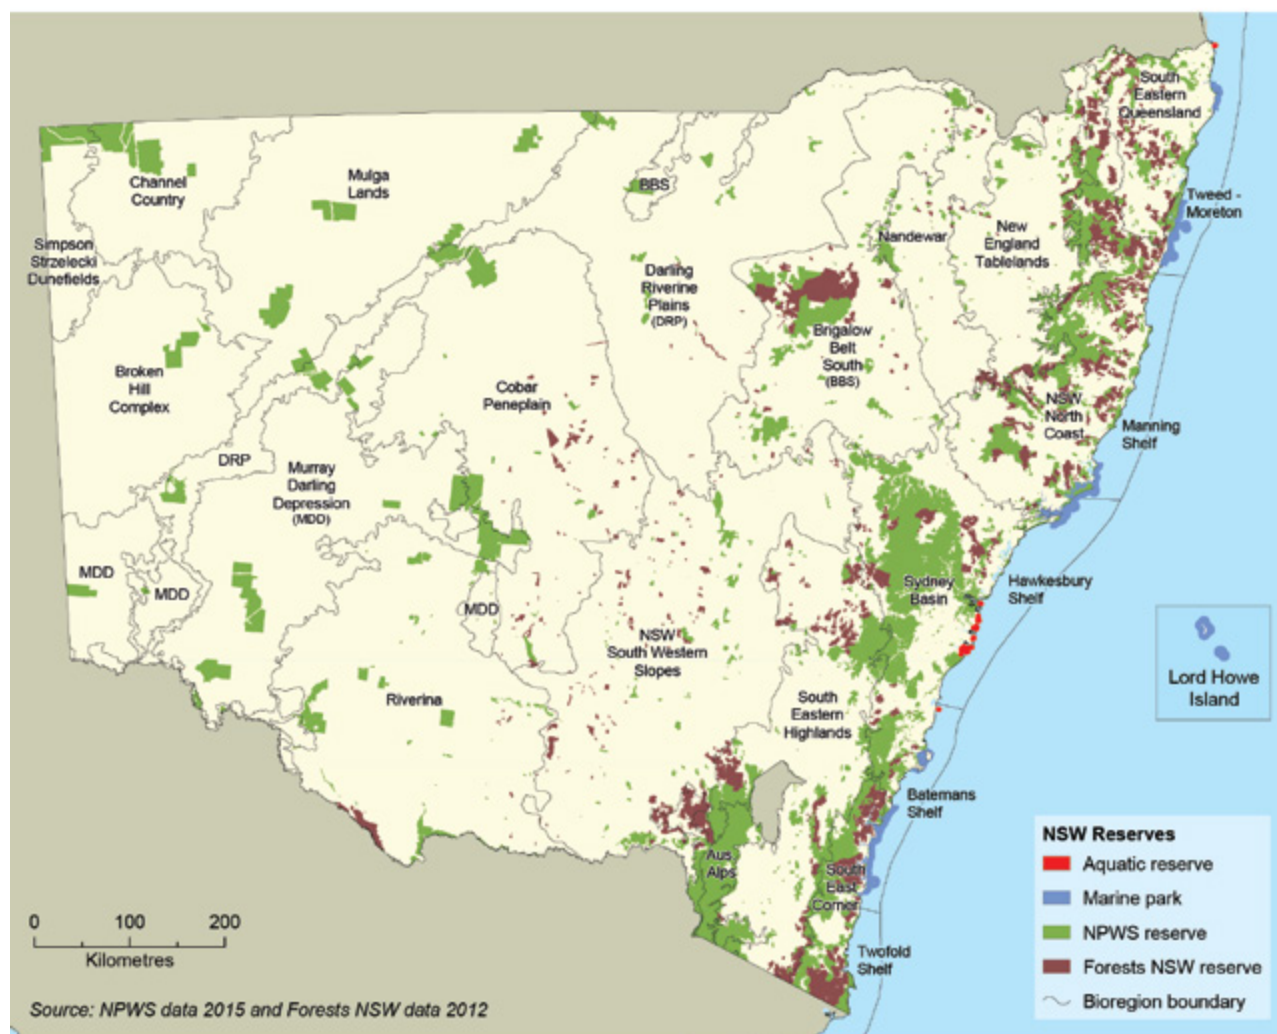 South
Eastern
Queensland
Channel
Country
Mulga
Lands
BBS
Tweed -
Moreton
Simpson
Strzelecki
Dunefields
Nandewar
New
England
Tablelands
Darling
Riverine
Plains
(DRP)
Brigalow
Belt
South
(BBS)
Broken
Hill
Complex
Cobar
Peneplain
NSW
North
Coast
Manning
Shelf
DRP
Murray
Darling
Depression
(MDD)
MDD
MDD
MDD
Sydney
Basin
Hawkesbury
Shelf
NSW
South Western
Slopes
Lord Howe
Island
Riverina
South
Eastern
Highlands
Batemans
Shelf
Aus
Alps
South
East
Corner
Twofold
Shelf
NSW Reserves
Aquatic reserve
Marine park
NPWS reserve
Forests NSW reserve
Bioregion boundary
0 100 200
Kilometres
Source: NPWS data 2015 and Forests NSW data 2012